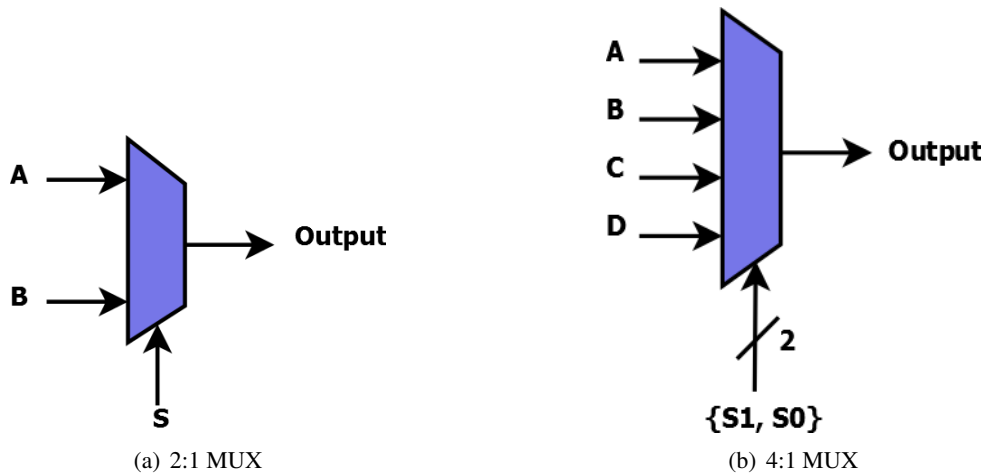 A
B
S
Output
(a) 2:1 MUX
A
B
C
D
Output
2
{S1, S0}
(b) 4:1 MUX